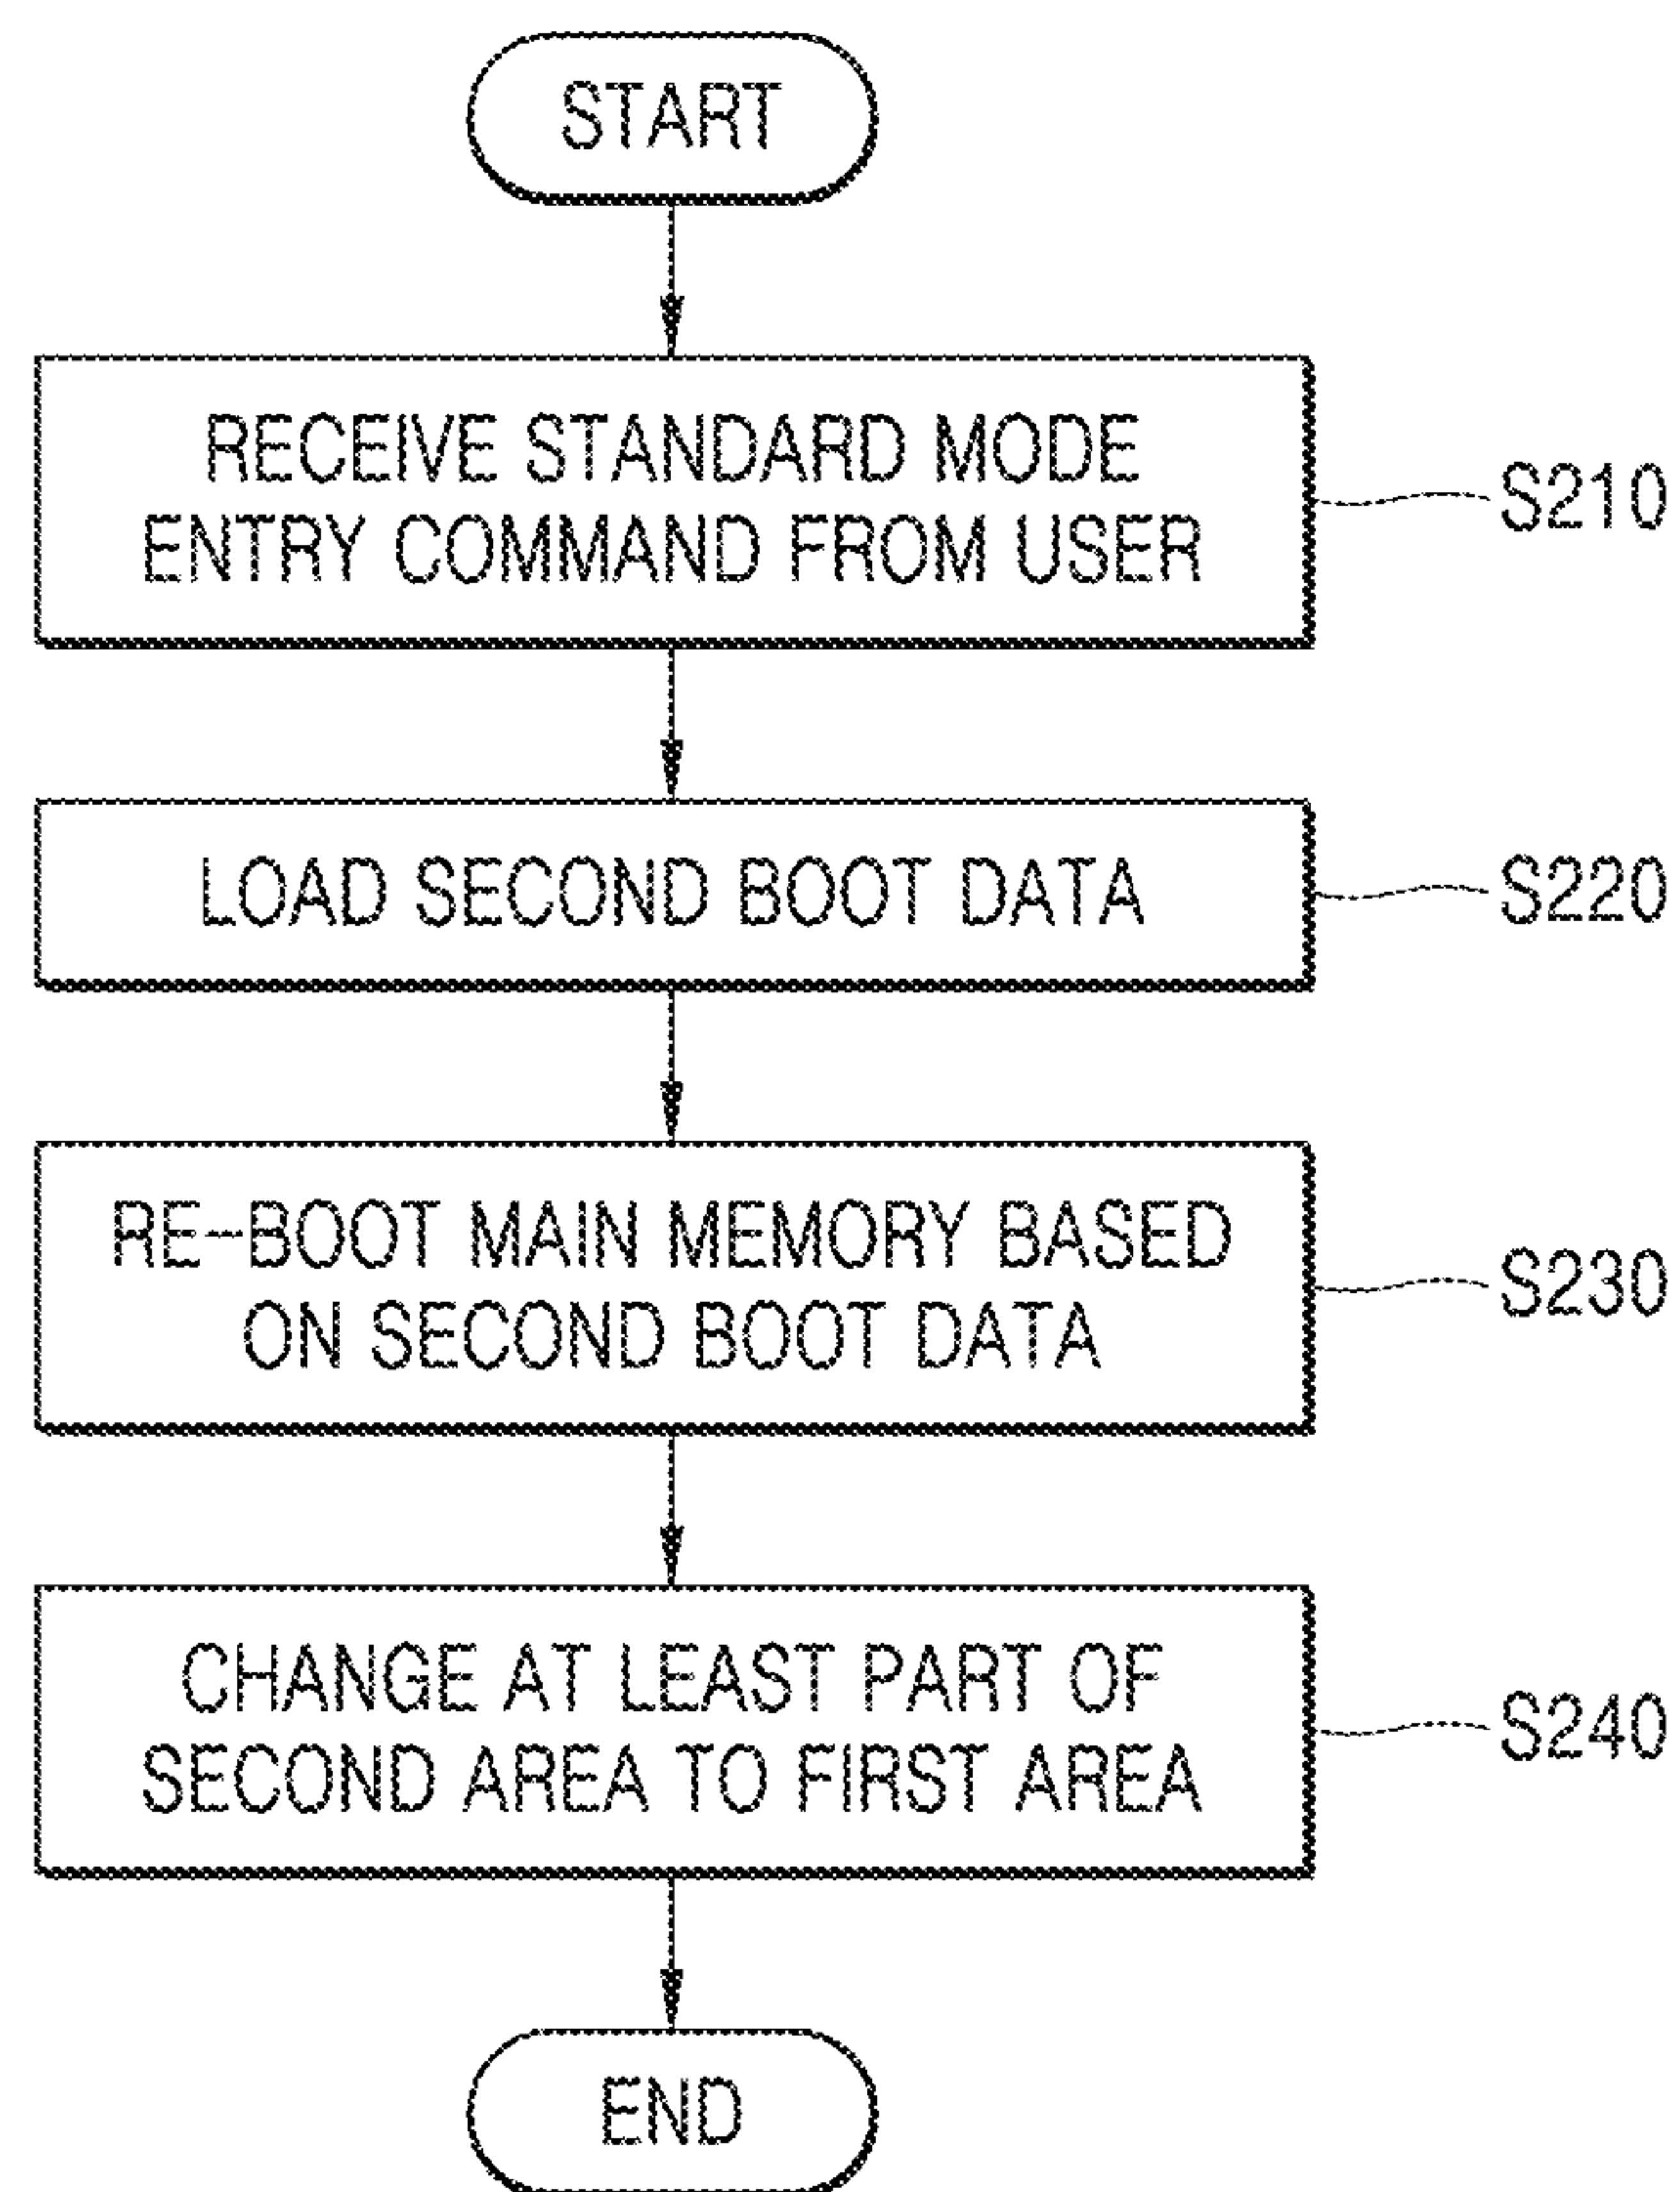 START
RECEIVE STANDARD MODE
ENTRY COMMAND FROM USER
S210
LOAD SECOND BOOT DATA
S220
RE-BOOT MAIN MEMORY BASED
ON SECOND BOOT DATA
S230
CHANGE AT LEAST PART OF
SECOND AREA TO FIRST AREA
S240
END